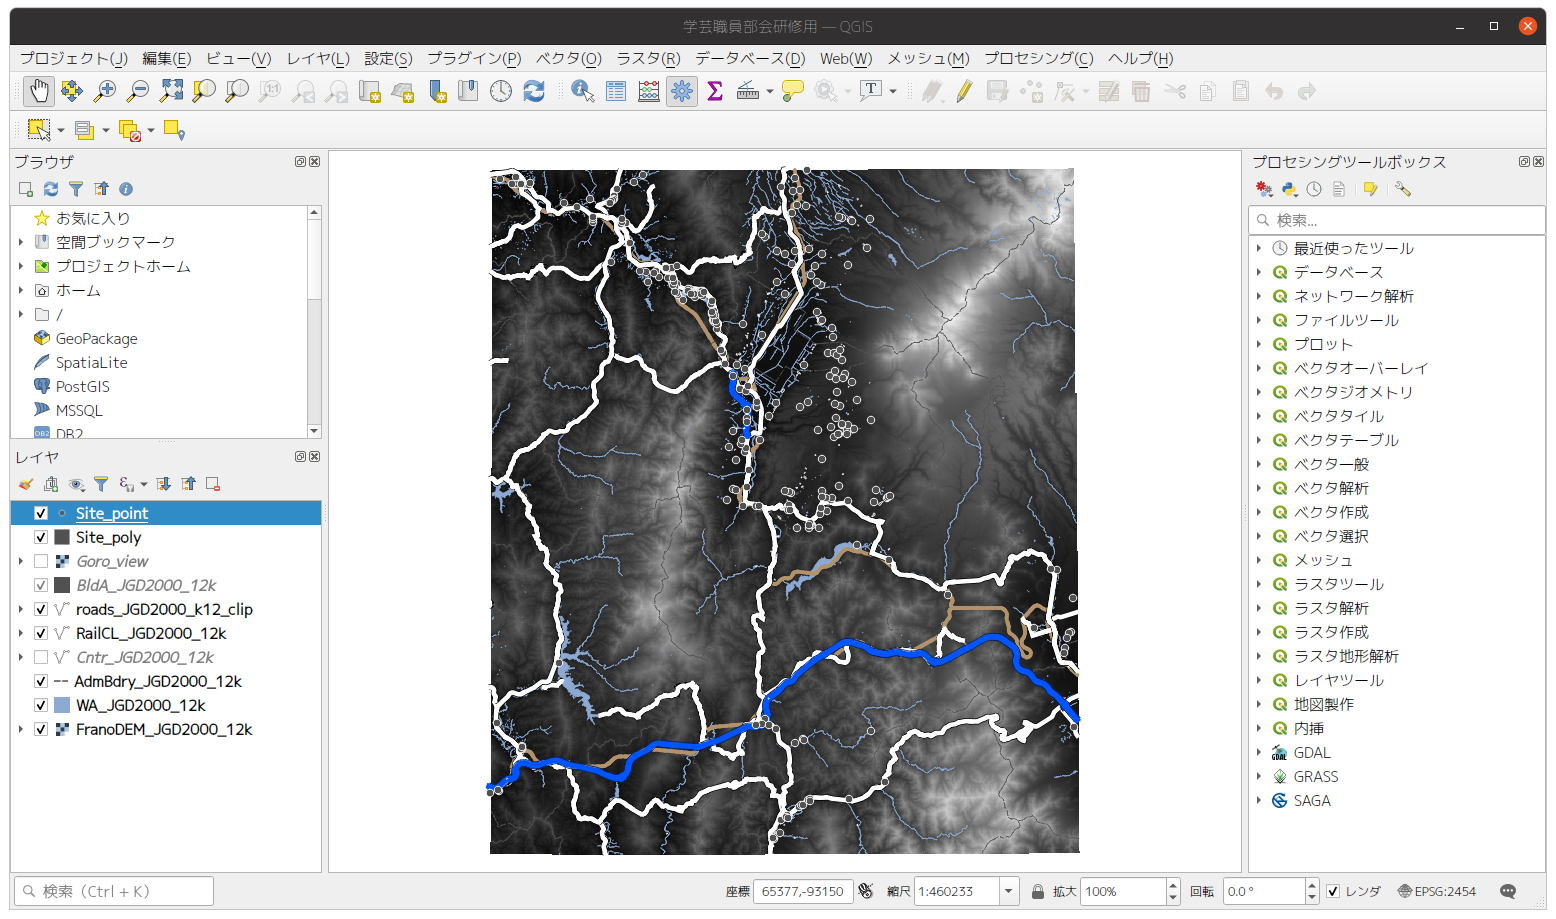 学芸職員部会研修用 — QGIS
プロジェクト(J) 編集(E) ビュー(V) レイヤ(L) 設定(S) プラグイン(P) ベクタ(O) ラスタ(R) データベース(D) Web(W) メッシュ(M) プロセシング(C) ヘルプ(H)
ブラウザ
お気に入り
空間ブックマーク
プロジェクトホーム
ホーム
/
GeoPackage
SpatiaLite
PostGIS
MSSQL
DB2
レイヤ
Site_point
Site_poly
Goro_view
BldA_JGD2000_12k
roads_JGD2000_k12_clip
RailCL_JGD2000_12k
Cntr_JGD2000_12k
AdmBdry_JGD2000_12k
WA_JGD2000_12k
FranoDEM_JGD2000_12k
プロセシングツールボックス
検索...
最近使ったツール
データベース
ネットワーク解析
ファイルツール
プロット
ベクタオーバーレイ
ベクタジオメトリ
ベクタタイル
ベクタテーブル
ベクタ一般
ベクタ解析
ベクタ作成
ベクタ選択
メッシュ
ラスタツール
ラスタ解析
ラスタ作成
ラスタ地形解析
レイヤツール
地図製作
内挿
GDAL
GRASS
SAGA
検索（Ctrl + K） 座標 65377,-93150 縮尺 1:460233 拡大 100% 回転 0.0 ° レンダ EPSG:2454